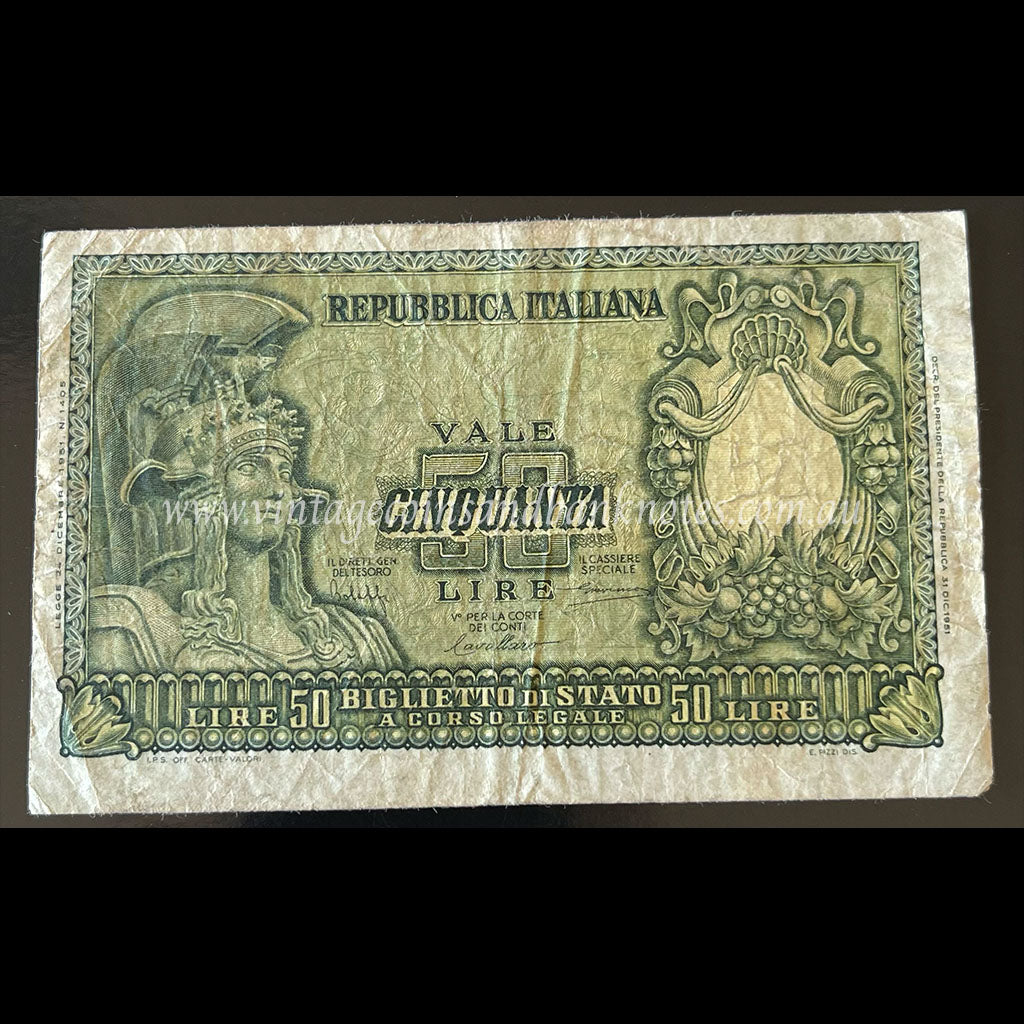 REPUBBLICA ITALIANA
VALE
50
CINQUANTA
LIRE
IL DIRETT. GEN.
DEL TESORO
IL CASSIERE
SPECIALE
Vº PER LA CORTE
DEI CONTI
Cavallaro
LIRE 50 BIGLIETTO DI STATO 50 LIRE
A CORSO LEGALE
I.P.S. OFF. CARTE-VALORI
E. PIZZI DIS.
LEGGE 24 DICEMBRE 1951, N. 1405
DECR. DEL PRESIDENTE DELLA REPUBBLICA 31 DIC 1951
www.vintagecoinsandbanknotes.com.au